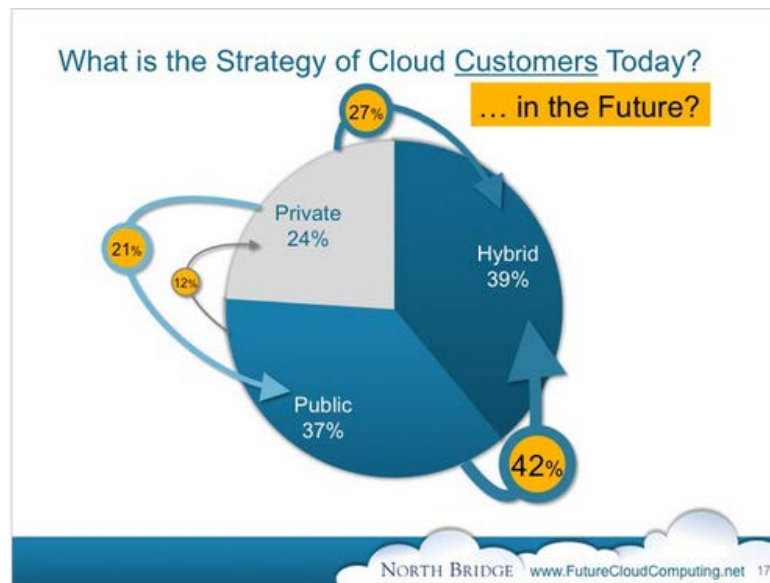 What is the Strategy of Cloud Customers Today?
... in the Future?
27%
Private
24%
21%
12%
Hybrid
39%
Public
37%
42%
NORTH BRIDGE www.FutureCloudComputing.net 17